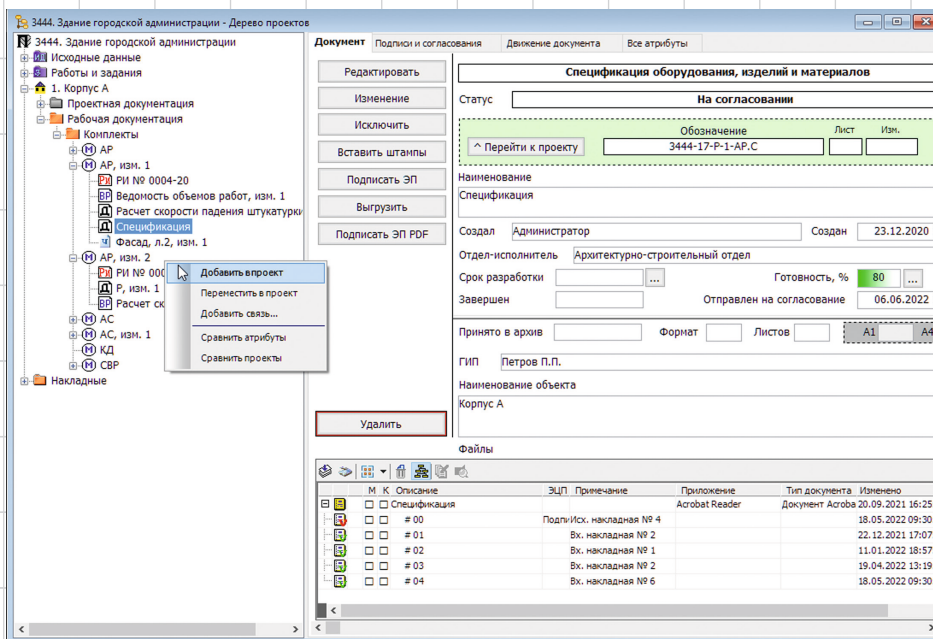 3444. Здание городской администрации - Дерево проектов
3444. Здание городской администрации
Исходные данные
Работы и задания
1. Корпус А
Проектная документация
Рабочая документация
Комплекты
АР
АР, изм. 1
РИ № 0004-20
Ведомость объемов работ, изм. 1
Расчет скорости падения штукатурки
Спецификация
Фасад, л.2, изм. 1
АР, изм. 2
РИ № 000
Р, изм. 1
Расчет ск
АС
АС, изм. 1
КД
СВР
Накладные
Добавить в проект
Переместить в проект
Добавить связь...
Сравнить атрибуты
Сравнить проекты
Документ Подписи и согласования Движение документа Все атрибуты
Редактировать
Изменение
Исключить
Вставить штампы
Подписать ЭП
Выгрузить
Подписать ЭП PDF
Удалить
Спецификация оборудования, изделий и материалов
Статус На согласовании
Обозначение Лист Изм.
^ Перейти к проекту 3444-17-Р-1-АР.С
Наименование
Спецификация
Создал Администратор Создан 23.12.2020
Отдел-исполнитель Архитектурно-строительный отдел
Срок разработки ... Готовность, % 80 ...
Завершен Отправлен на согласование 06.06.2022
Принято в архив Формат Листов А1 А4
ГИП Петров П.П.
Наименование объекта
Корпус А
Файлы
М К Описание ЭЦП Примечание Приложение Тип документа Изменено
Спецификация Acrobat Reader Документ Acroba 20.09.2021 16:25
# 00 Подпи Исх. накладная № 4 18.05.2022 09:30
# 01 Вх. накладная № 2 22.12.2021 17:07
# 02 Вх. накладная № 1 11.01.2022 18:57
# 03 Вх. накладная № 2 19.04.2022 13:19
# 04 Вх. накладная № 6 18.05.2022 09:30